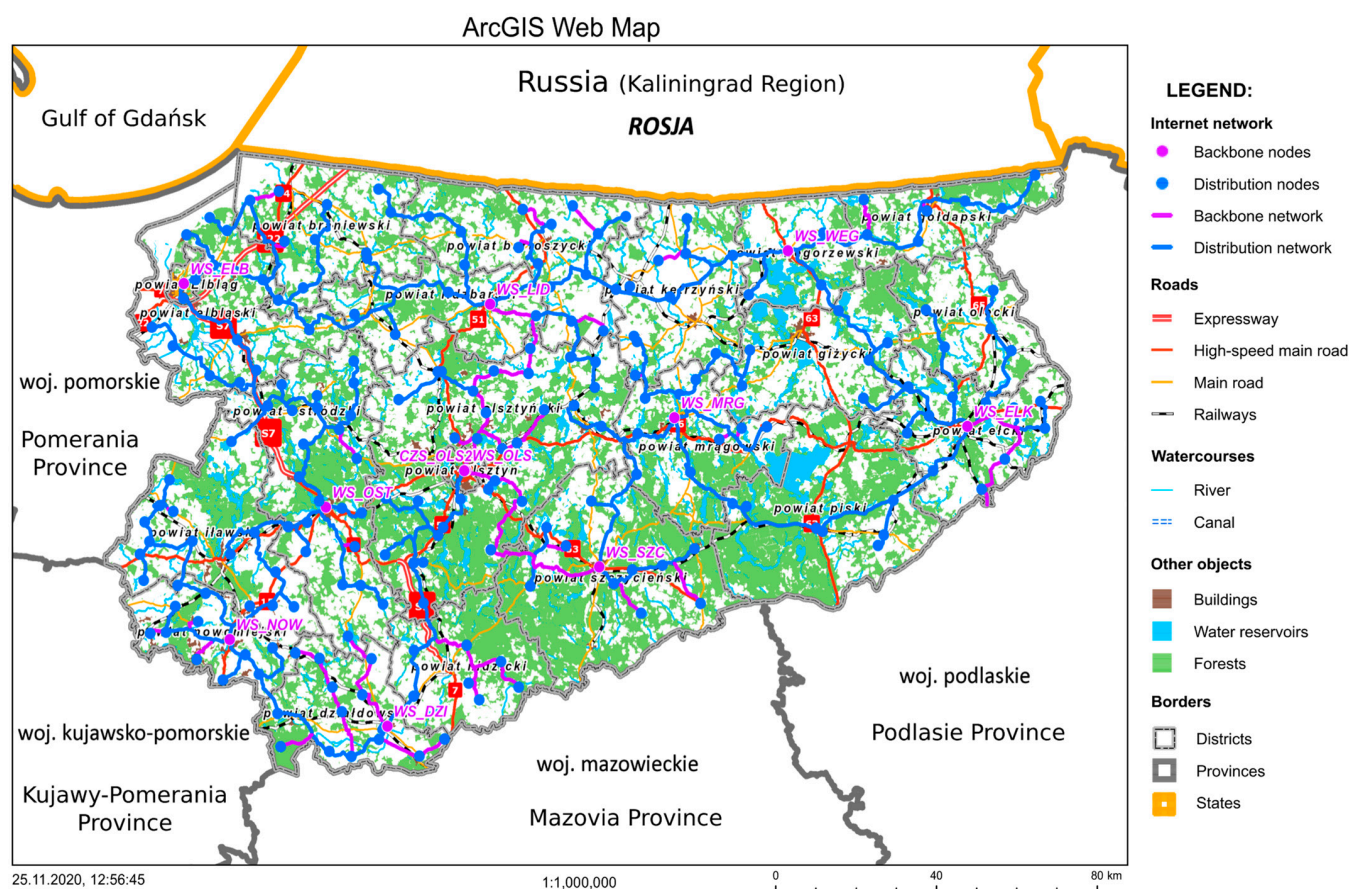 ArcGIS Web Map
Russia (Kaliningrad Region)
ROSJA
Gulf of Gdańsk
woj. pomorskie
Pomerania
Province
woj. kujawsko-pomorskie
Kujawy-Pomerania
Province
woj. mazowieckie
Mazovia Province
woj. podlaskie
Podlasie Province
powiat braniewski
powiat gołdapski
WS_WEG
WS_ELB
powiat elbląski
WS_LID
51
S7
63
powiat olecki
powiat giżycki
powiat kętrzyński
WS_MRG
powiat mrągowski
WS_ELK
powiat ełcki
powiat ostródzki
powiat olsztyński
S7
CZS_OLS2WS_OLS
WS_OST
powiat piski
powiat iławski
WS_SZC
powiat szczycieński
WS_NOW
powiat nidzicki
7
WS_DZI
LEGEND:
Internet network
Backbone nodes
Distribution nodes
Backbone network
Distribution network
Roads
Expressway
High-speed main road
Main road
Railways
Watercourses
River
Canal
Other objects
Buildings
Water reservoirs
Forests
Borders
Districts
Provinces
States
25.11.2020, 12:56:45
1:1,000,000
0 40 80 km